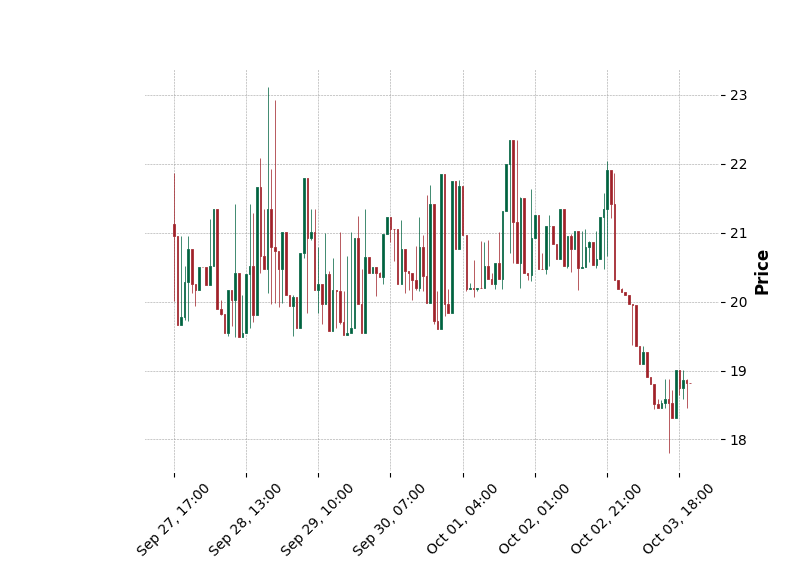 23
22
21
20
19
18
Price
Sep 27, 17:00
Sep 28, 13:00
Sep 29, 10:00
Sep 30, 07:00
Oct 01, 04:00
Oct 02, 01:00
Oct 02, 21:00
Oct 03, 18:00